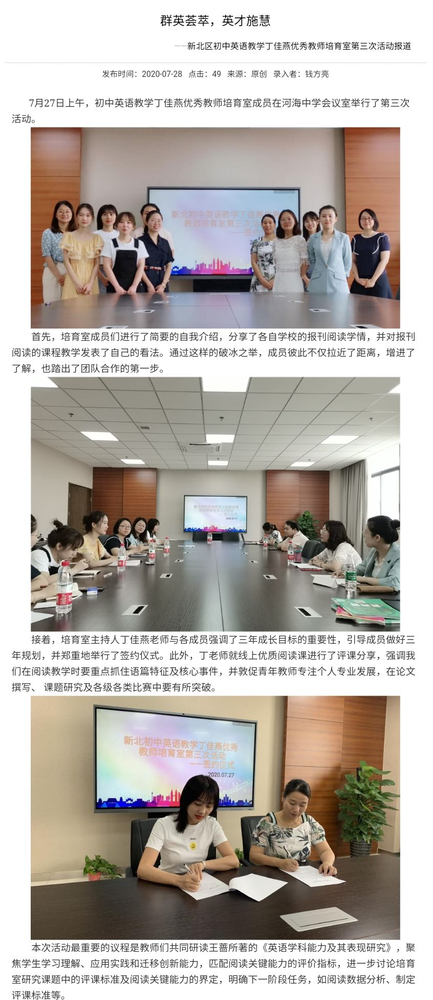 群英荟萃，英才施慧
——新北区初中英语教学丁佳燕优秀教师培育室第三次活动报道
发布时间：2020-07-28 点击：49 来源：原创 录入者：钱方亮
7月27日上午，初中英语教学丁佳燕优秀教师培育室成员在河海中学会议室举行了第三次
活动。
新北初中英语教学丁佳燕优
教师培育室第三次活
——签约
首先，培育室成员们进行了简要的自我介绍，分享了各自学校的报刊阅读学情，并对报刊
阅读的课程教学发表了自己的看法。通过这样的破冰之举，成员彼此不仅拉近了距离，增进了
了解，也踏出了团队合作的第一步。
新北初中英语教学丁佳燕优秀
教师培育室第三次活动
——签约仪式
2020.07.27
接着，培育室主持人丁佳燕老师与各成员强调了三年成长目标的重要性，引导成员做好三
年规划，并郑重地举行了签约仪式。此外，丁老师就线上优质阅读课进行了评课分享，强调我
们在阅读教学时要重点抓住语篇特征及核心事件，并敦促青年教师专注个人专业发展，在论文
撰写、 课题研究及各级各类比赛中要有所突破。
新北初中英语教学丁佳燕优秀
教师培育室第三次活动
——签约仪式
2020.07.27
本次活动最重要的议程是教师们共同研读王蔷所著的《英语学科能力及其表现研究》，聚
焦学生学习理解、应用实践和迁移创新能力，匹配阅读关键能力的评价指标，进一步讨论培育
室研究课题中的评课标准及阅读关键能力的界定，明确下一阶段任务，如阅读数据分析、制定
评课标准等。